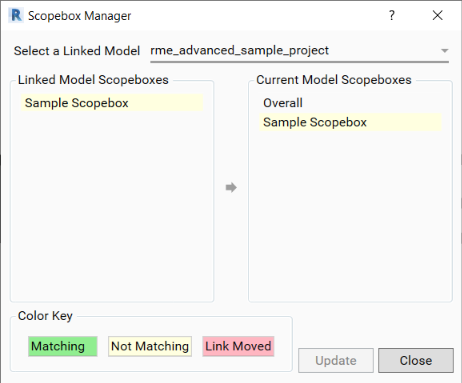 R Scopebox Manager ?
Select a Linked Model rme_advanced_sample_project
Linked Model Scopeboxes
Sample Scopebox
Current Model Scopeboxes
Overall
Sample Scopebox
Color Key
Matching Not Matching Link Moved
Update Close